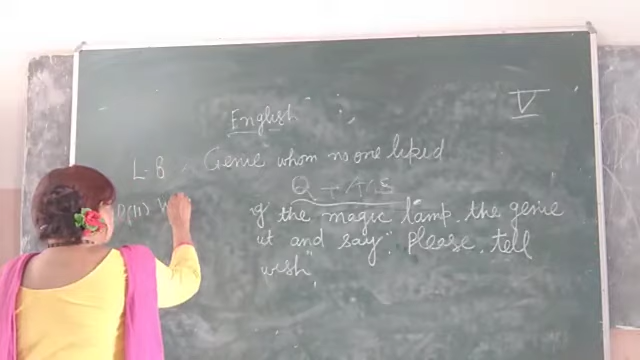 V
English
L-8 Genie whom no one liked
Q → Ans
D(11) W
g the magic lamp. the genie
ut and say", Please, tell
wish"